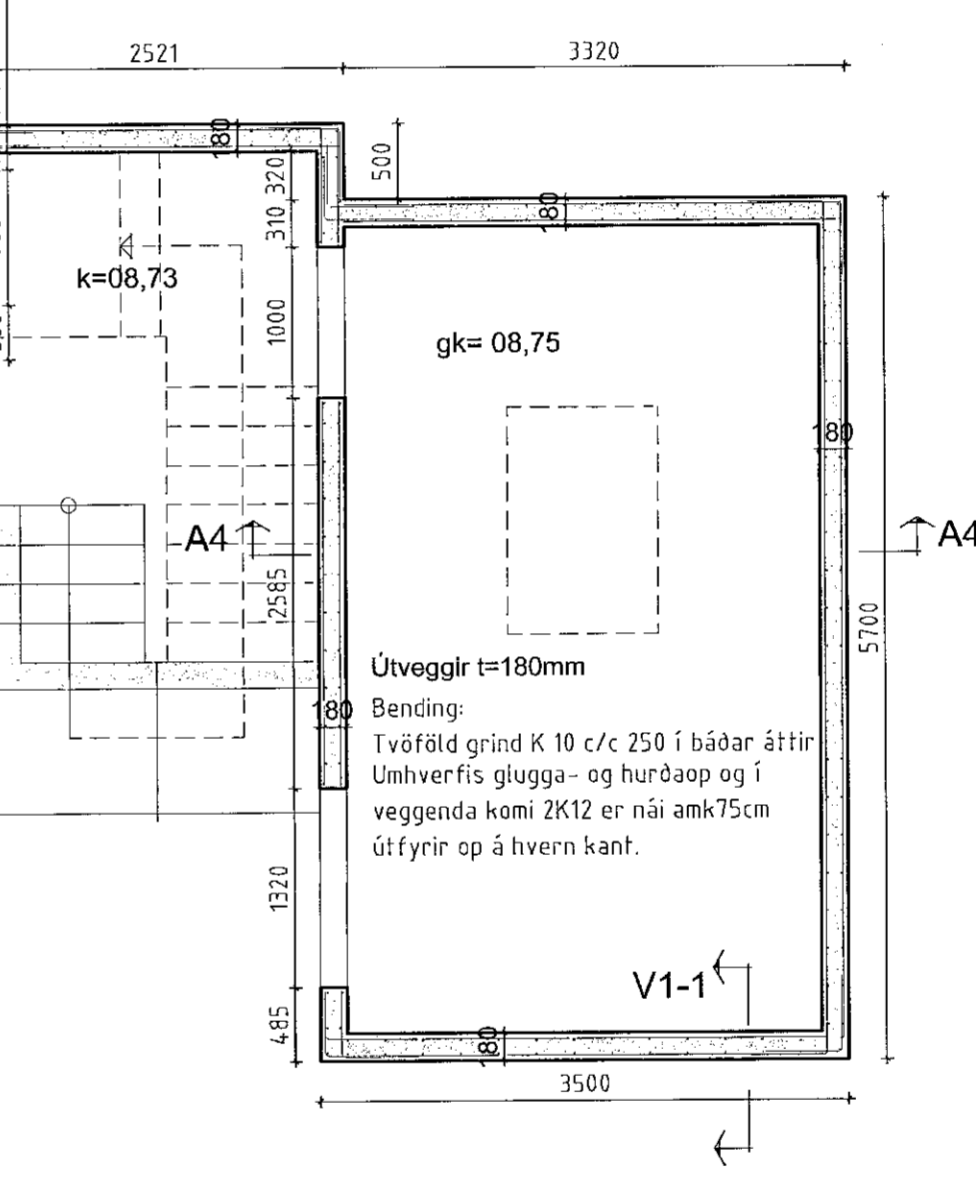 2521
3320
180
500
320
180
310
k=08,73
1000
gk= 08,75
180
A4
A4
2585
5700
Útveggir t=180mm
180
Bending:
Tvöföld grind K 10 c/c 250 í báðar áttir
Umhverfis glugga- og hurðaop og í
veggenda komi 2K12 er nái amk75cm
útfyrir op á hvern kant.
1320
V1-1
485
180
3500